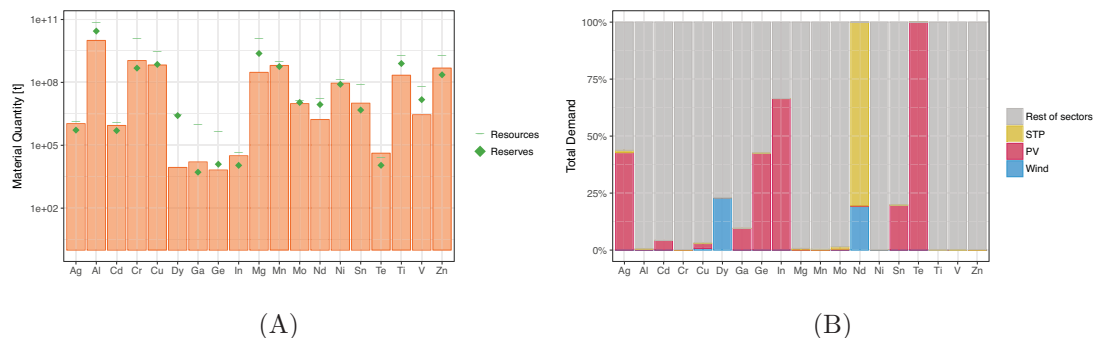 1e+11
1e+08
1e+05
1e+02
Material Quantity [t]
Ag Al Cd Cr Cu Dy Ga Ge In Mg Mn Mo Nd Ni Sn Te Ti V Zn
Resources
Reserves
(A)
100%
75%
50%
25%
0%
Total Demand
Ag Al Cd Cr Cu Dy Ga Ge In Mg Mn Mo Nd Ni Sn Te Ti V Zn
Rest of sectors
STP
PV
Wind
(B)